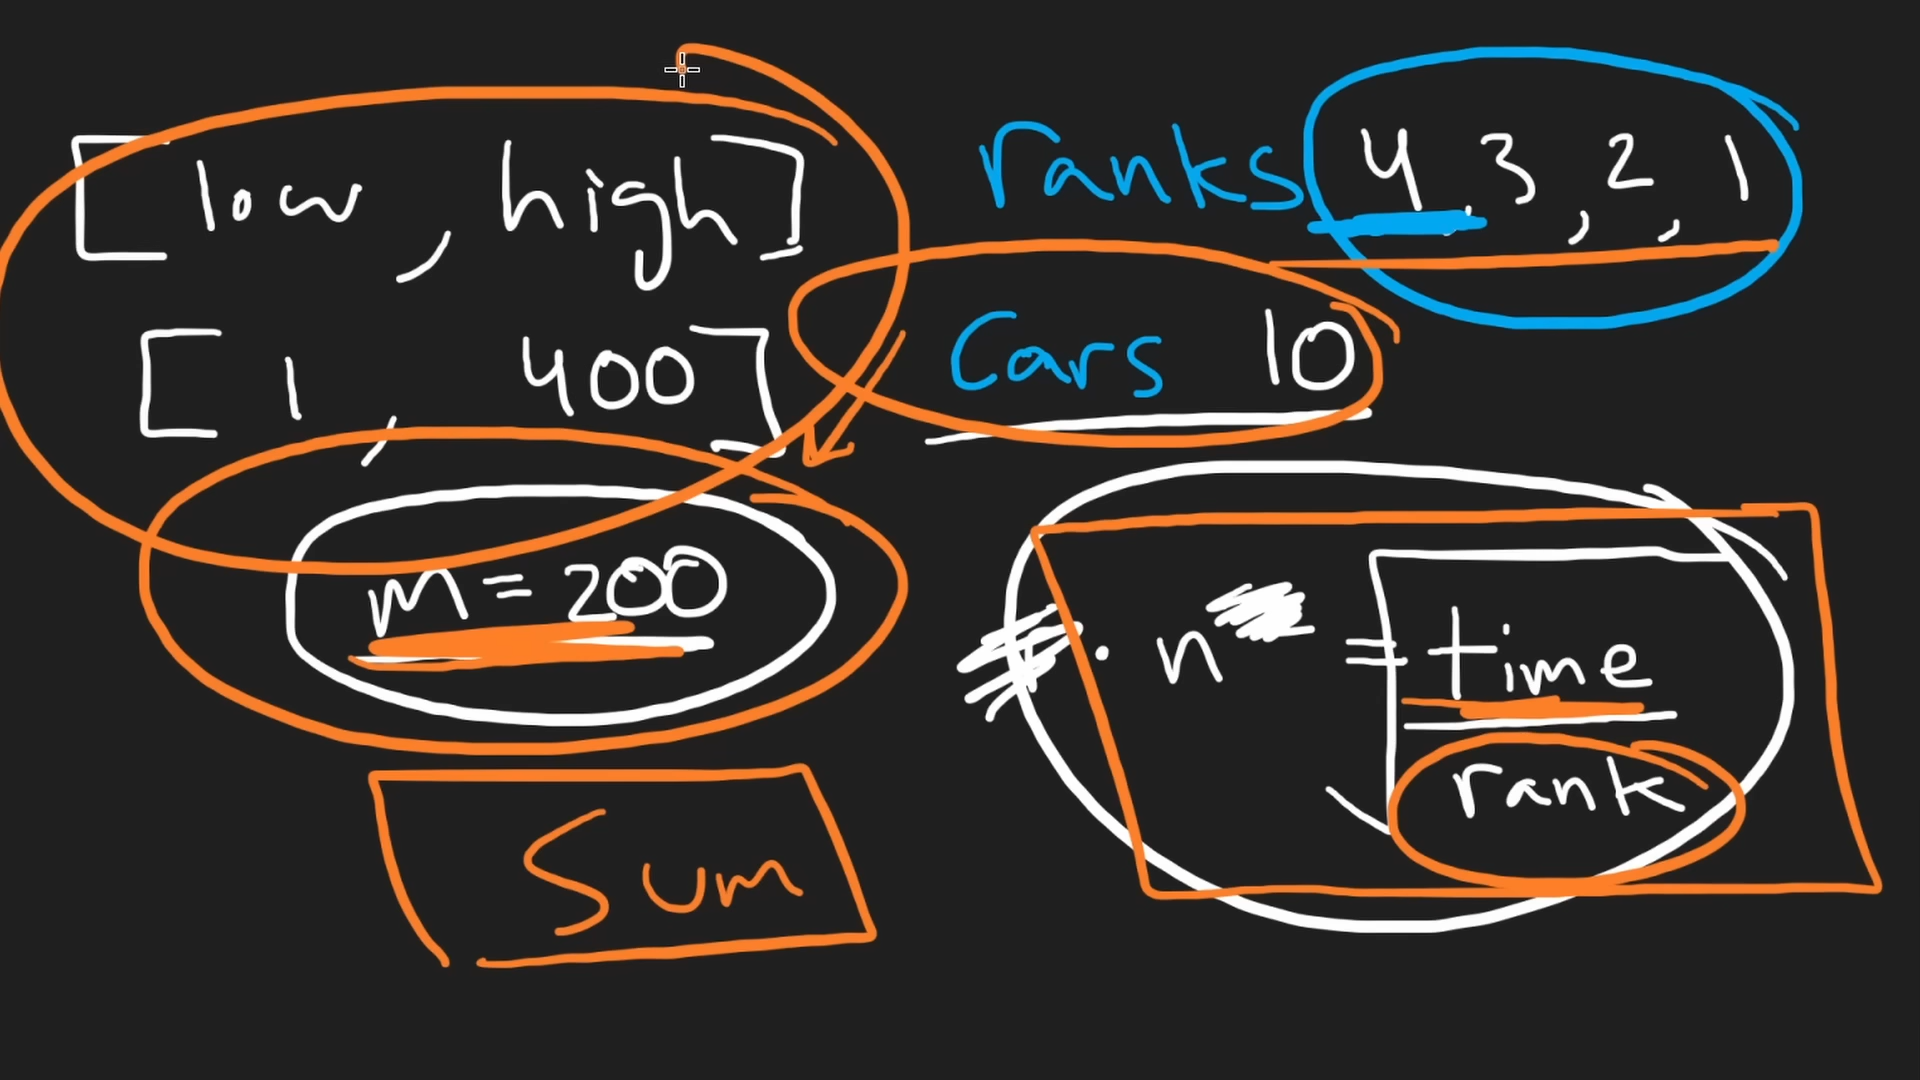 [low, high]
[1, 400]
m = 200
Sum
ranks 4, 3, 2, 1
Cars 10
· n = √
time
rank